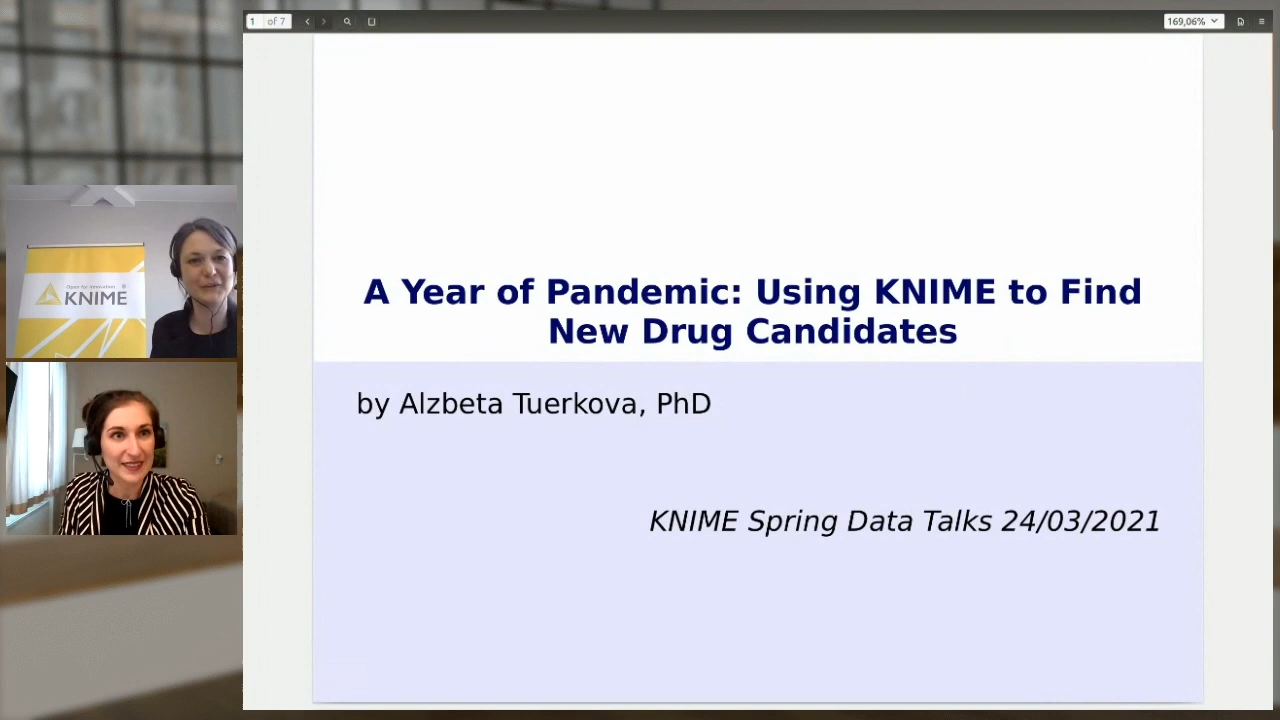 1 of 7
169,06%
Open for Innovation
KNIME
A Year of Pandemic: Using KNIME to Find
New Drug Candidates
by Alzbeta Tuerkova, PhD
KNIME Spring Data Talks 24/03/2021